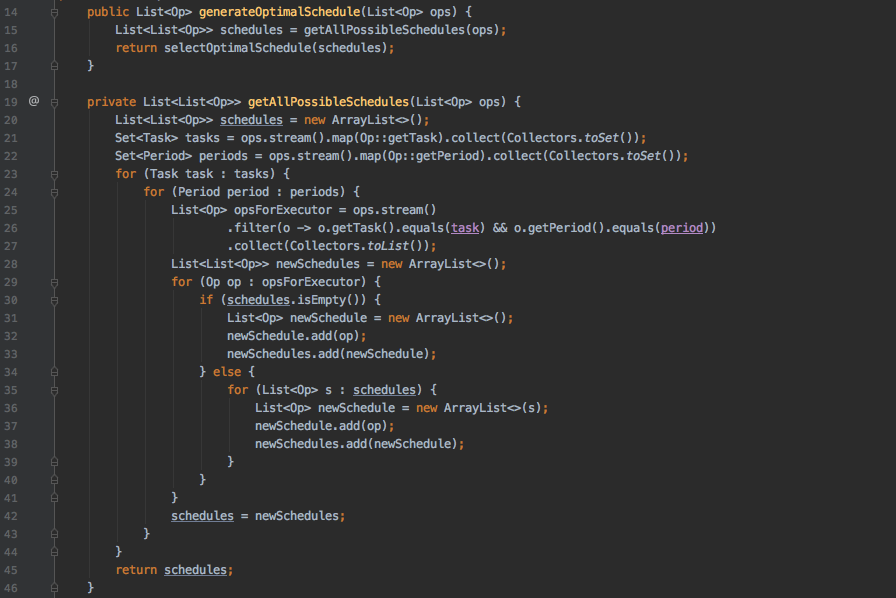 14 public List<Op> generateOptimalSchedule(List<Op> ops) {
15 List<List<Op>> schedules = getAllPossibleSchedules(ops);
16 return selectOptimalSchedule(schedules);
17 }
18
19 @ private List<List<Op>> getAllPossibleSchedules(List<Op> ops) {
20 List<List<Op>> schedules = new ArrayList<>();
21 Set<Task> tasks = ops.stream().map(Op::getTask).collect(Collectors.toSet());
22 Set<Period> periods = ops.stream().map(Op::getPeriod).collect(Collectors.toSet());
23 for (Task task : tasks) {
24 for (Period period : periods) {
25 List<Op> opsForExecutor = ops.stream()
26 .filter(o -> o.getTask().equals(task) && o.getPeriod().equals(period))
27 .collect(Collectors.toList());
28 List<List<Op>> newSchedules = new ArrayList<>();
29 for (Op op : opsForExecutor) {
30 if (schedules.isEmpty()) {
31 List<Op> newSchedule = new ArrayList<>();
32 newSchedule.add(op);
33 newSchedules.add(newSchedule);
34 } else {
35 for (List<Op> s : schedules) {
36 List<Op> newSchedule = new ArrayList<>(s);
37 newSchedule.add(op);
38 newSchedules.add(newSchedule);
39 }
40 }
41 }
42 schedules = newSchedules;
43 }
44 }
45 return schedules;
46 }